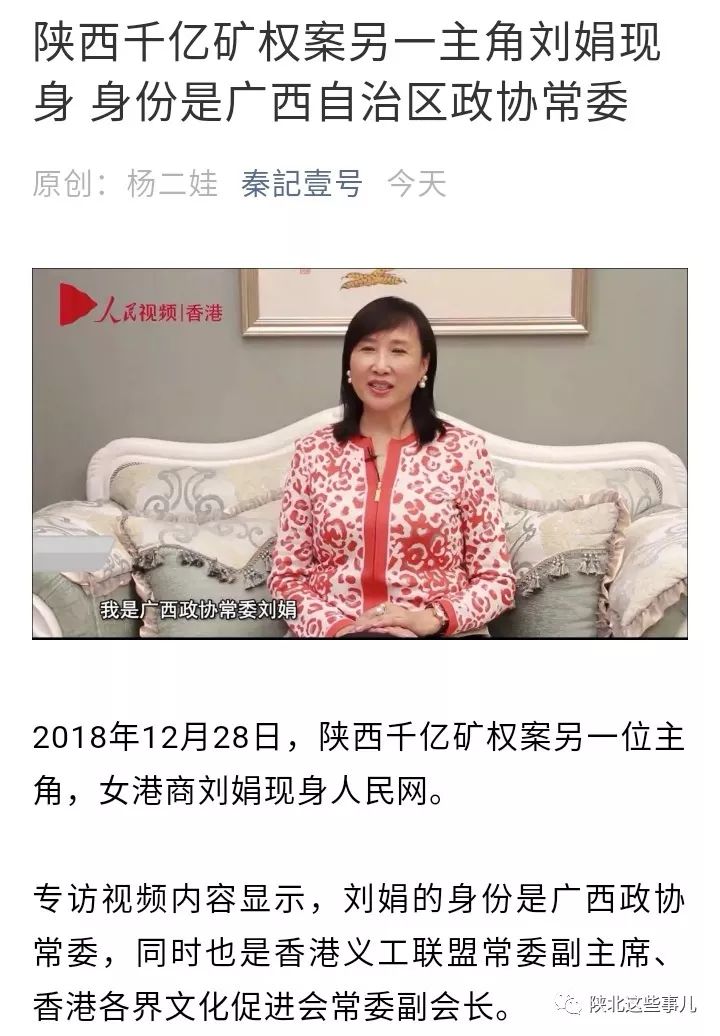 陕西千亿矿权案另一主角刘娟现
身 身份是广西自治区政协常委
原创：杨二娃 秦記壹号 今天
人民视频|香港
我是广西政协常委刘娟
2018年12月28日，陕西千亿矿权案另一位主
角，女港商刘娟现身人民网。
专访视频内容显示，刘娟的身份是广西政协
常委，同时也是香港义工联盟常委副主席、
香港各界文化促进会常委副会长。
陕北这些事儿